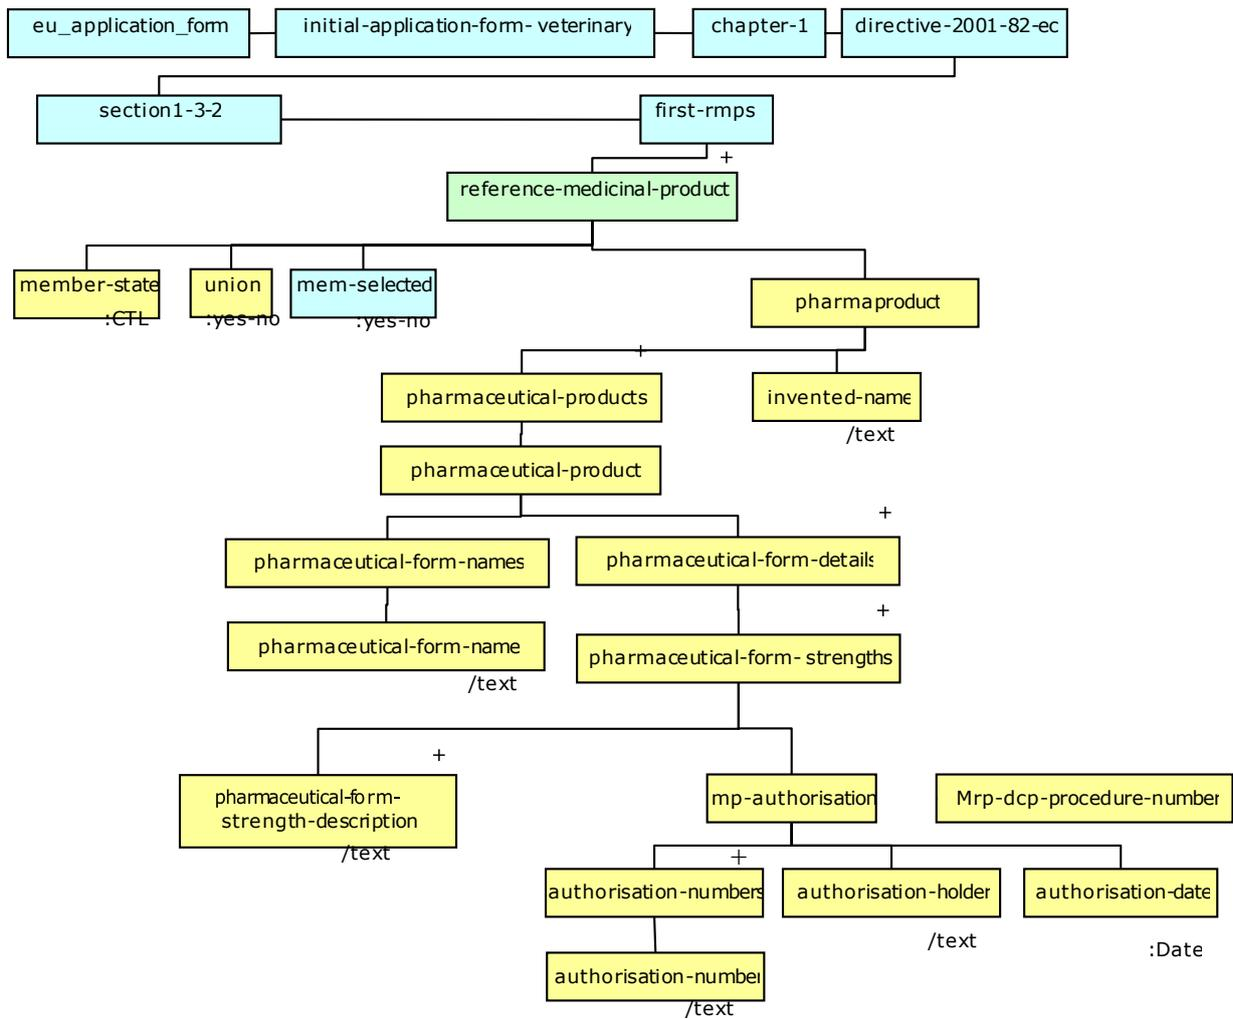 eu_application_form
initial-application-form- veterinary
chapter-1
directive-2001-82-ec
section1-3-2
first-rmps
+
reference-medicinal-product
member-state
:CTL
union
:yes-no
mem-selected
:yes-no
pharmaproduct
+
pharmaceutical-products
invented-name
/text
pharmaceutical-product
+
pharmaceutical-form-names
pharmaceutical-form-details
+
pharmaceutical-form-name
/text
pharmaceutical-form- strengths
+
pharmaceutical-form-
strength-description
/text
mp-authorisation
Mrp-dcp-procedure-number
+
authorisation-numbers
authorisation-holder
/text
authorisation-date
:Date
authorisation-number
/text